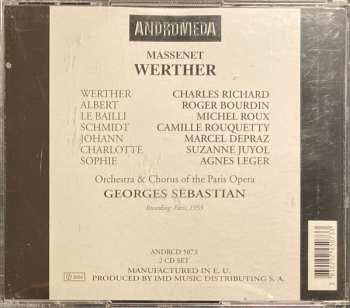 ANDROMEDA
MASSENET
WERTHER
WERTHER CHARLES RICHARD
ALBERT ROGER BOURDIN
LE BAILLI MICHEL ROUX
SCHMIDT CAMILLE ROUQUETTY
JOHANN MARCEL DEPRAZ
CHARLOTTE SUZANNE JUYOL
SOPHIE AGNES LEGER
Orchestra & Chorus of the Paris Opera
GEORGES SEBASTIAN
Recording: Paris, 1953
ANDRCD 5073
2 CD SET
MANUFACTURED IN E. U.
PRODUCED BY IMD MUSIC DISTRIBUTING S. A.